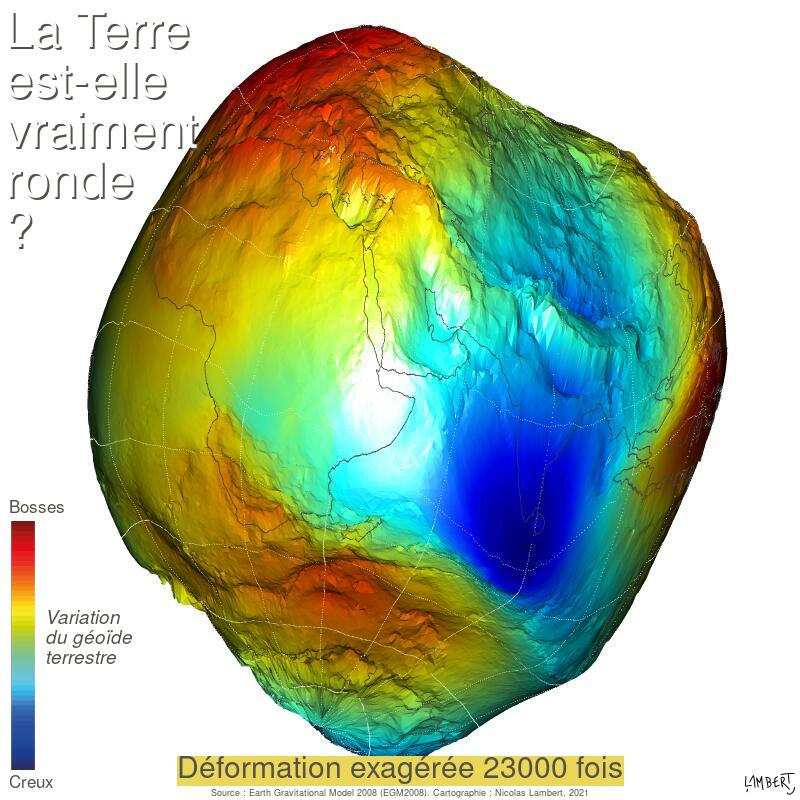 La Terre
est-elle
vraiment
ronde
?
Bosses
Variation
du géoïde
terrestre
Creux
Déformation exagérée 23000 fois
Source : Earth Gravitational Model 2008 (EGM2008). Cartographie : Nicolas Lambert, 2021
LAMBERT